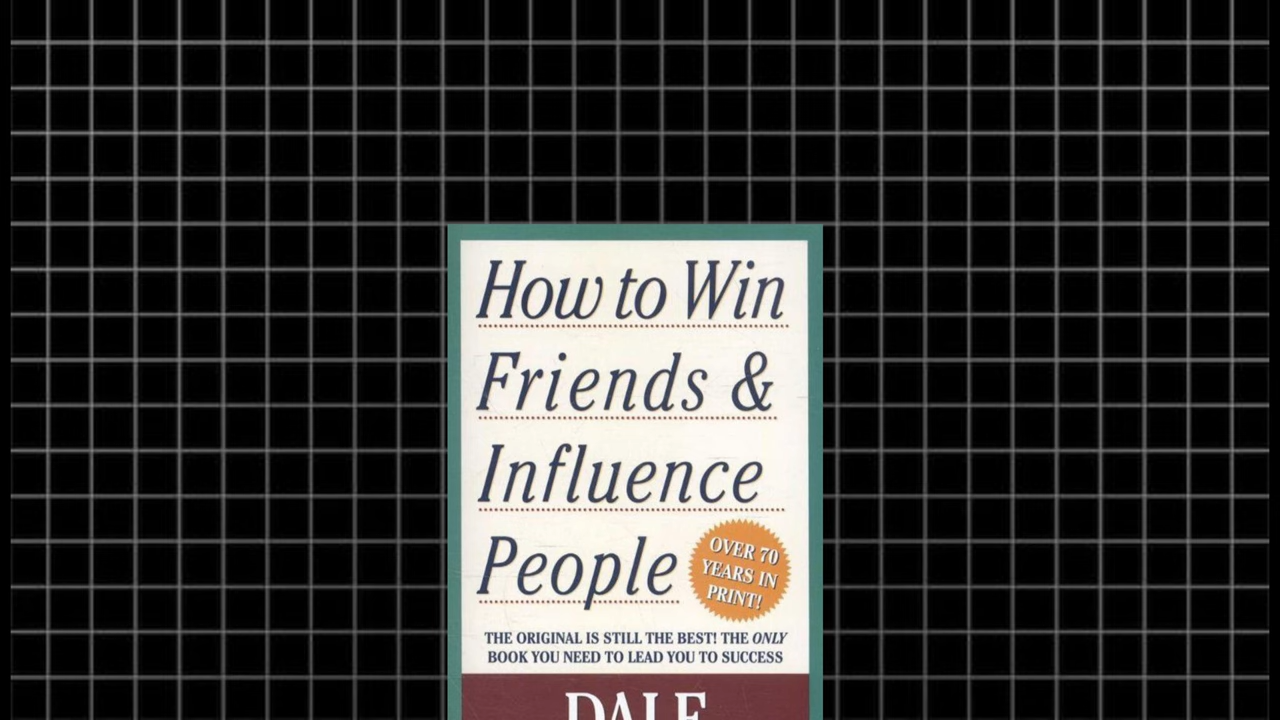 How to Win
Friends &
Influence
People
OVER 70
YEARS IN
PRINT!
THE ORIGINAL IS STILL THE BEST! THE ONLY
BOOK YOU NEED TO LEAD YOU TO SUCCESS
DALE